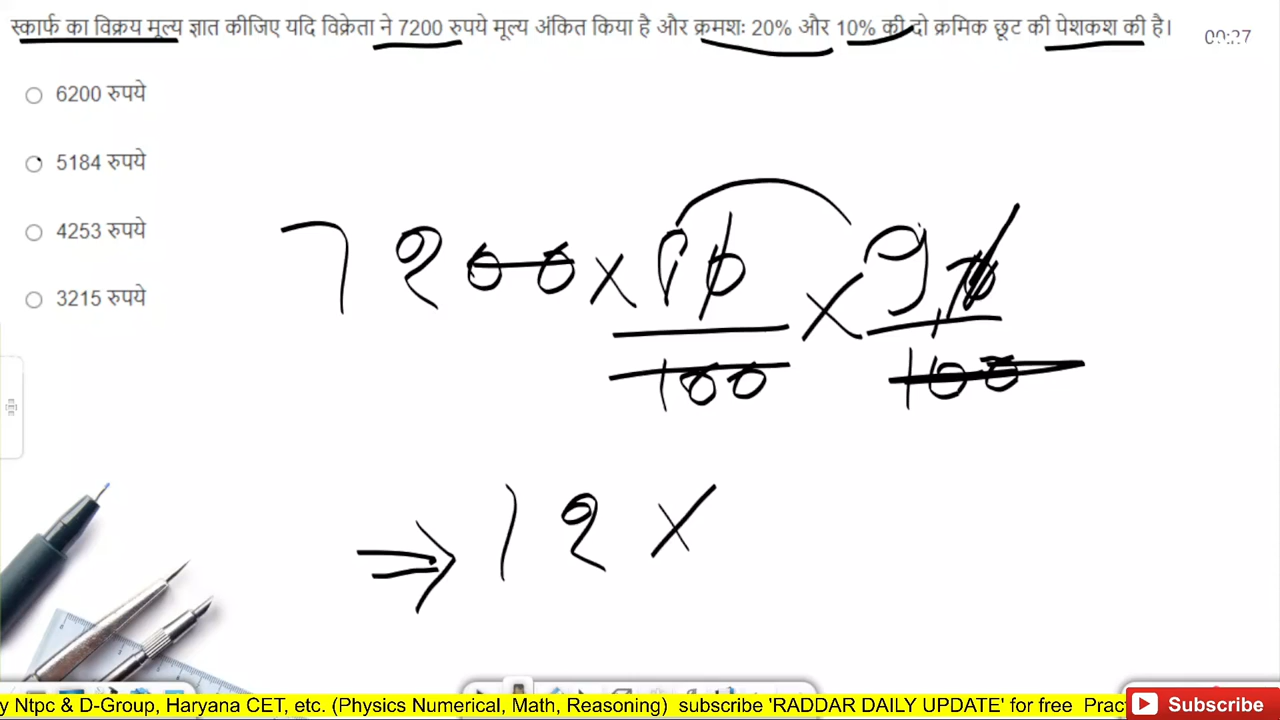 स्कार्फ का विक्रय मूल्य ज्ञात कीजिए यदि विक्रेता ने 7200 रुपये मूल्य अंकित किया है और क्रमशः 20% और 10% की दो क्रमिक छूट की पेशकश की है।
00:27
6200 रुपये
5184 रुपये
4253 रुपये
3215 रुपये
7200 × 80/100 × 90/100
⇒ 12 ×
y Ntpc & D-Group, Haryana CET, etc. (Physics Numerical, Math, Reasoning) subscribe 'RADDAR DAILY UPDATE' for free Prac
Subscribe